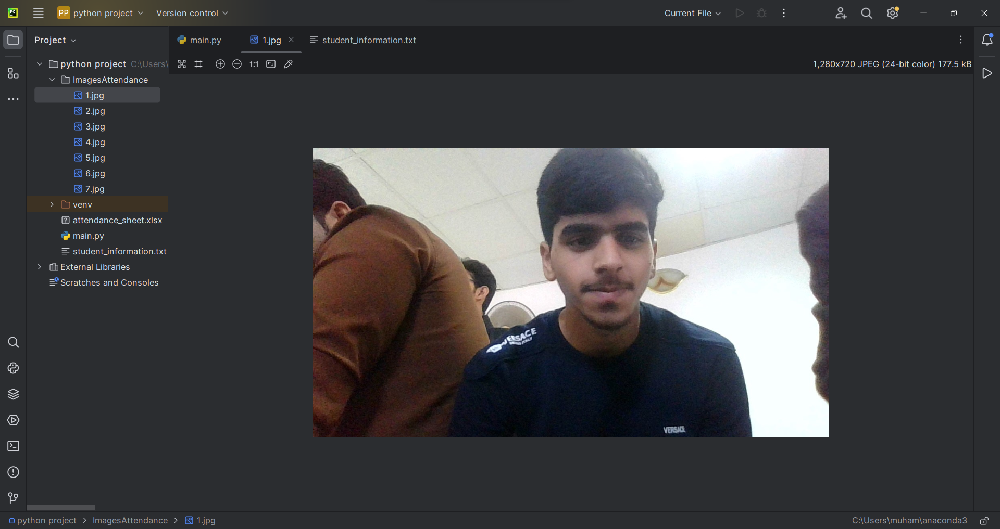 PC
PP python project
Version control
Current File
Project
main.py
1.jpg
student_information.txt
python project C:\Users\
1:1
1,280x720 JPEG (24-bit color) 177.5 kB
ImagesAttendance
1.jpg
2.jpg
3.jpg
4.jpg
5.jpg
6.jpg
7.jpg
venv
attendance_sheet.xlsx
main.py
student_information.txt
External Libraries
Scratches and Consoles
VERSACE
VERSACE
python project > ImagesAttendance > 1.jpg
C:\Users\muham\anaconda3